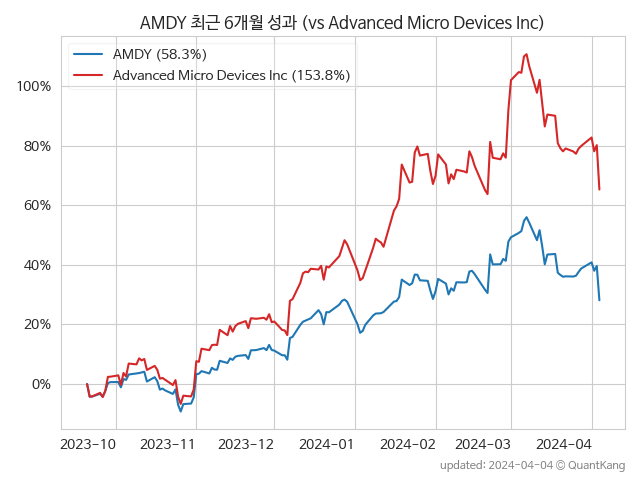 AMDY 최근 6개월 성과 (vs Advanced Micro Devices Inc)
AMDY (58.3%)
Advanced Micro Devices Inc (153.8%)
100%
80%
60%
40%
20%
0%
2023-10 2023-11 2023-12 2024-01 2024-02 2024-03 2024-04
updated: 2024-04-04 © QuantKang